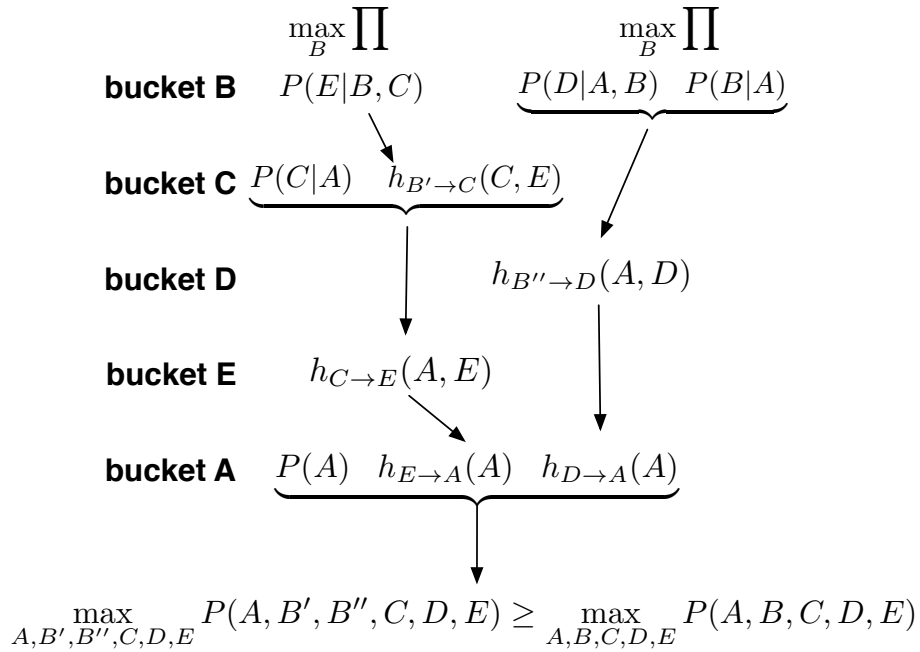 max_B ∏ max_B ∏
bucket B P(E|B, C) P(D|A, B) P(B|A)
bucket C P(C|A) h_{B′→C}(C, E)
bucket D h_{B″→D}(A, D)
bucket E h_{C→E}(A, E)
bucket A P(A) h_{E→A}(A) h_{D→A}(A)
max_{A,B′,B″,C,D,E} P(A, B′, B″, C, D, E) ≥ max_{A,B,C,D,E} P(A, B, C, D, E)